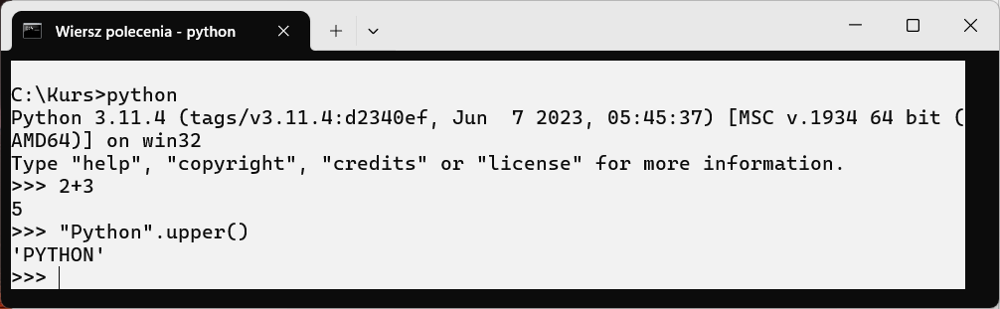 Wiersz polecenia - python
C:\Kurs>python
Python 3.11.4 (tags/v3.11.4:d2340ef, Jun  7 2023, 05:45:37) [MSC v.1934 64 bit (
AMD64)] on win32
Type "help", "copyright", "credits" or "license" for more information.
>>> 2+3
5
>>> "Python".upper()
'PYTHON'
>>>